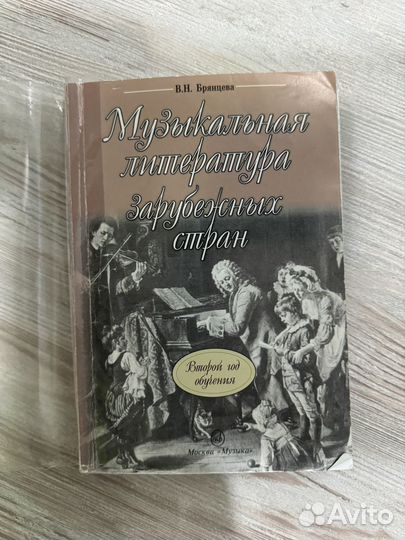 В.Н. Брянцева
Музыкальная
литература
зарубежных
стран
Второй год
обучения
Москва «Музыка»
Avito